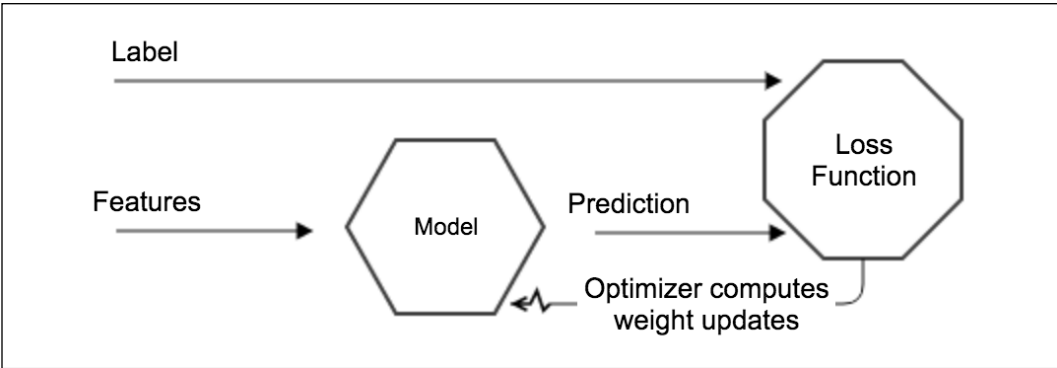 Label
Loss
Function
Features
Prediction
Model
Optimizer computes
weight updates